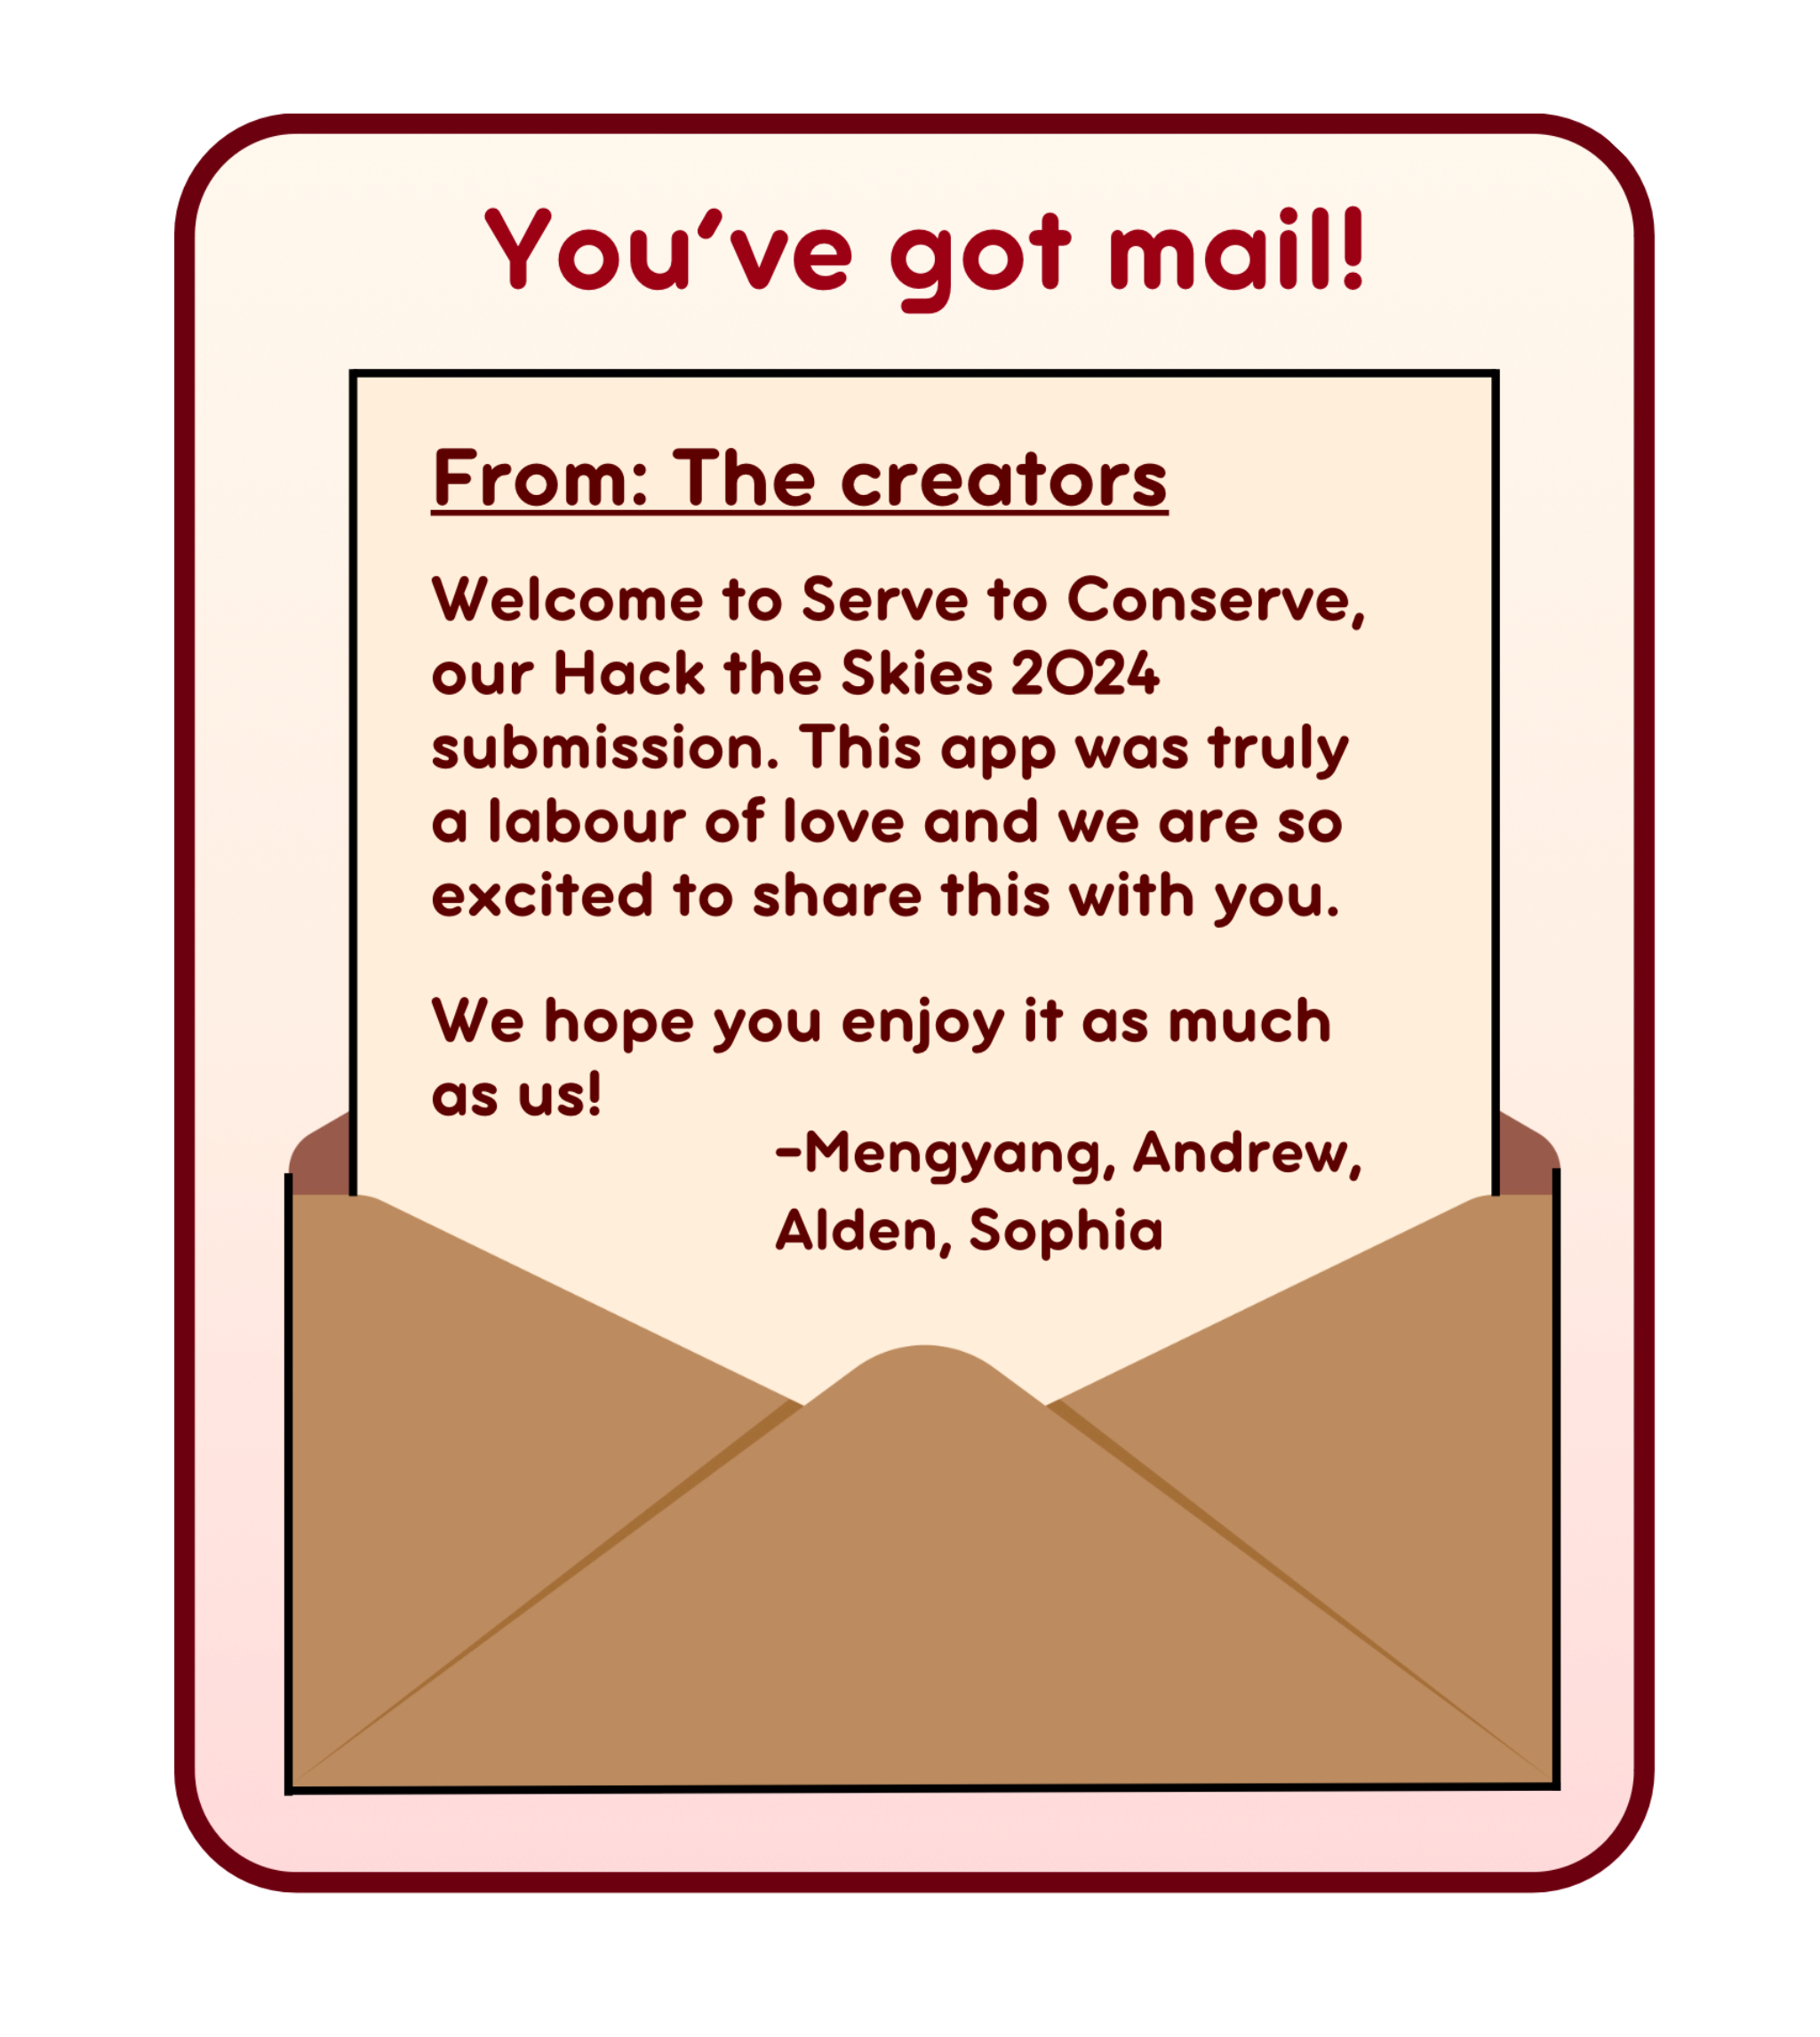 You've got mail!
From: The creators
Welcome to Serve to Conserve,
our Hack the Skies 2024
submission. This app was truly
a labour of love and we are so
excited to share this with you.
We hope you enjoy it as much
as us!
-Mengyang, Andrew,
Alden, Sophia